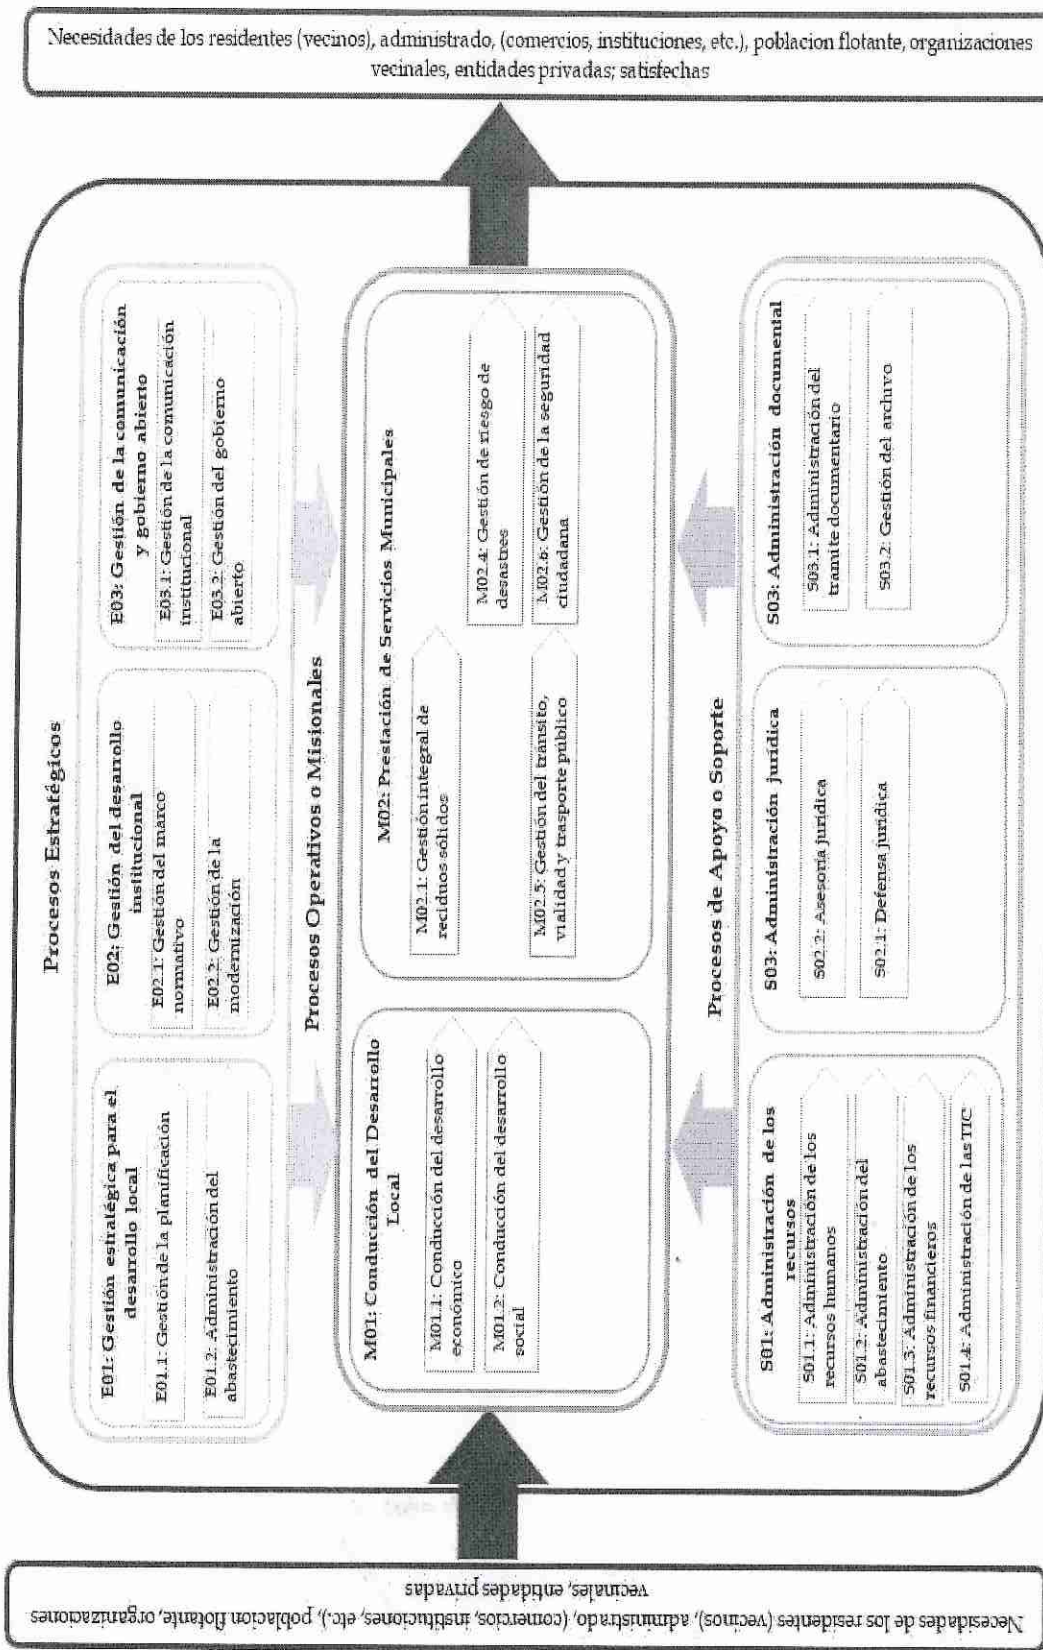 Necesidades de los residentes (vecinos), administrado, (comercios, instituciones, etc.), poblacion flotante, organizaciones
vecinales, entidades privadas
Procesos Estratégicos
E01: Gestión estratégica para el
desarrollo local
E01.1: Gestión de la planificación
E01.2: Administración del
abastecimiento
E02: Gestión del desarrollo
institucional
E02.1: Gestión del marco
normativo
E02.2: Gestión de la
modernización
E03: Gestión de la comunicación
y gobierno abierto
E03.1: Gestión de la comunicación
institucional
E03.2: Gestión del gobierno
abierto
Procesos Operativos o Misionales
M01: Conducción del Desarrollo
Local
M01.1: Conducción del desarrollo
económico
M01.2: Conducción del desarrollo
social
M02: Prestación de Servicios Municipales
M02.1: Gestión integral de
reciduos sólidos
M02.4: Gestión de riesgo de
desastres
M02.5: Gestión del tránsito,
vialidad y trasporte público
M02.6: Gestión de la seguridad
ciudadana
Procesos de Apoyo o Soporte
S01: Administración de los
recursos
S01.1: Administración de los
recursos humanos
S01.2: Administración del
abastecimiento
S01.3: Administración de los
recursos financieros
S01.4: Administración de las TIC
S03: Administración jurídica
S02.2: Asesoría jurídica
S02.1: Defensa jurídica
S03: Administración documental
S03.1: Administración del
tramite documentario
S03.2: Gestión del archivo
Necesidades de los residentes (vecinos), administrado, (comercios, instituciones, etc.), poblacion flotante, organizaciones
vecinales, entidades privadas; satisfechas